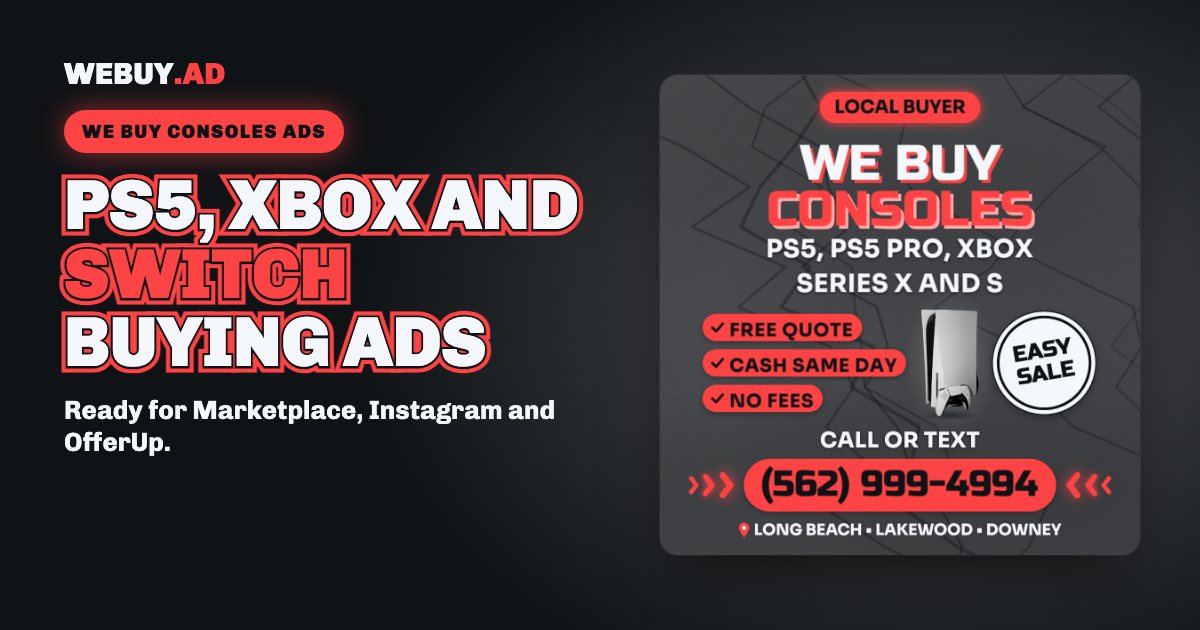 WEBUY.AD
WE BUY CONSOLES ADS
PS5, XBOX AND
SWITCH
BUYING ADS
Ready for Marketplace, Instagram and
OfferUp.
LOCAL BUYER
WE BUY
CONSOLES
PS5, PS5 PRO, XBOX
SERIES X AND S
✓ FREE QUOTE
✓ CASH SAME DAY
✓ NO FEES
EASY
SALE
CALL OR TEXT
(562) 999-4994
LONG BEACH • LAKEWOOD • DOWNEY